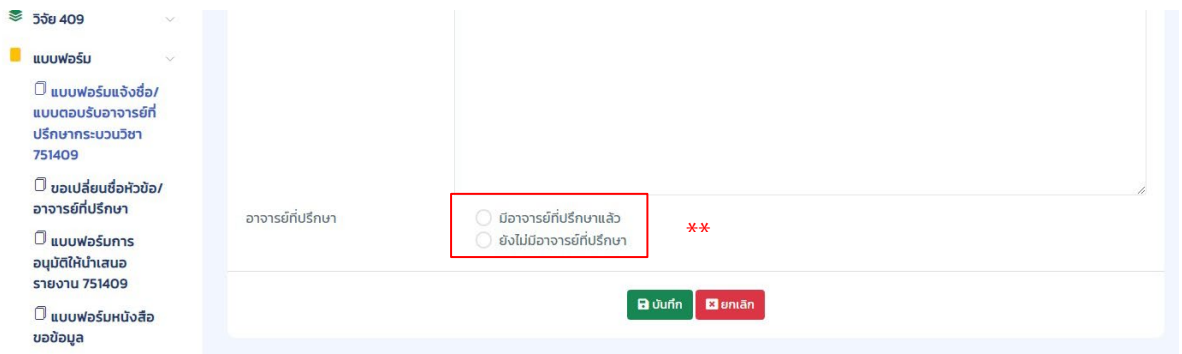 วิจัย 409
แบบฟอร์ม
แบบฟอร์มแจ้งชื่อ/
แบบตอบรับอาจารย์ที่
ปรึกษากระบวนวิชา
751409
ขอเปลี่ยนชื่อหัวข้อ/
อาจารย์ที่ปรึกษา
แบบฟอร์มการ
อนุมัติให้นำเสนอ
รายงาน 751409
แบบฟอร์มหนังสือ
ขอข้อมูล
อาจารย์ที่ปรึกษา
มีอาจารย์ที่ปรึกษาแล้ว
ยังไม่มีอาจารย์ที่ปรึกษา
**
บันทึก ยกเลิก